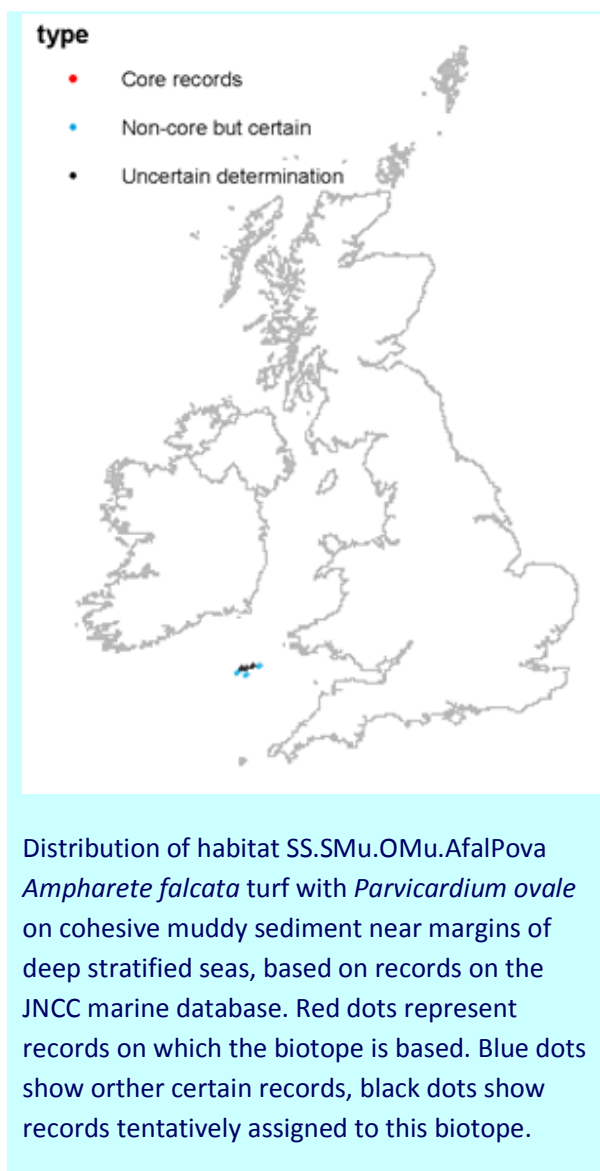 type
Core records
Non-core but certain
Uncertain determination
Distribution of habitat SS.SMu.OMu.AfalPova
Ampharete falcata turf with Parvicardium ovale
on cohesive muddy sediment near margins of
deep stratified seas, based on records on the
JNCC marine database. Red dots represent
records on which the biotope is based. Blue dots
show orther certain records, black dots show
records tentatively assigned to this biotope.